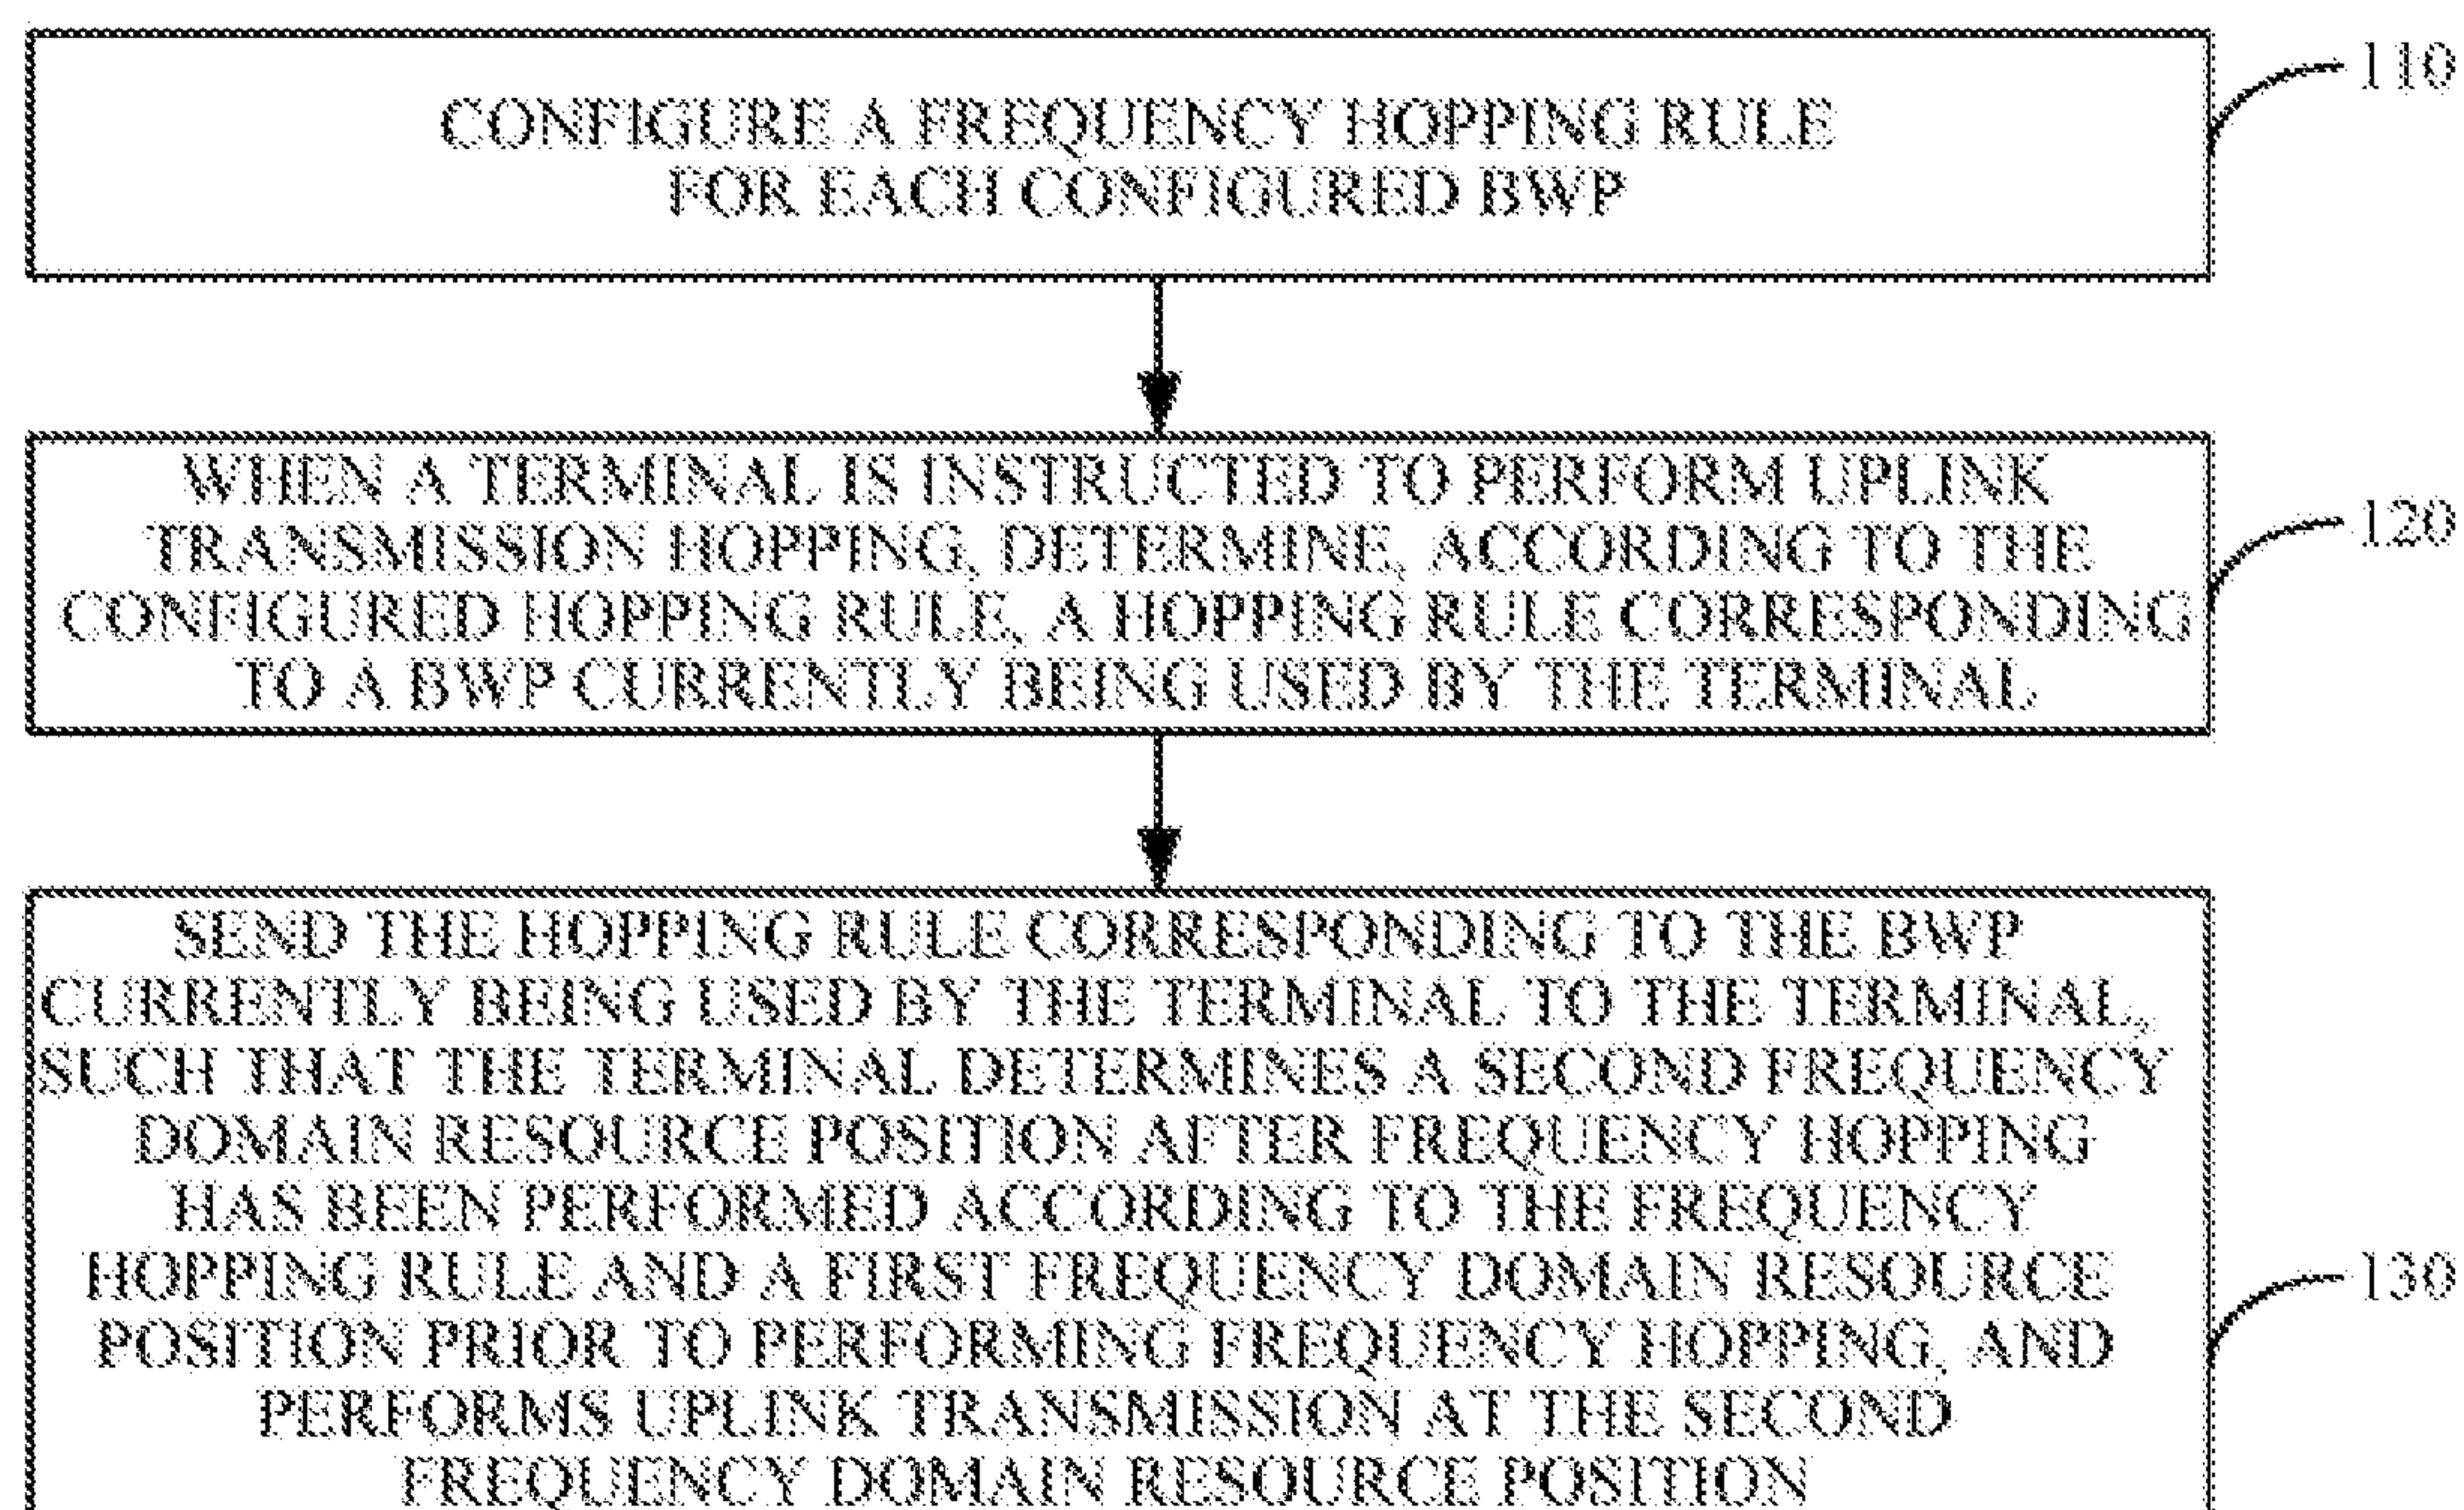 110
CONFIGURE A FREQUENCY HOPPING RULE
FOR EACH CONFIGURED BWP
WHEN A TERMINAL IS INSTRUCTED TO PERFORM UPLINK
TRANSMISSION HOPPING, DETERMINE, ACCORDING TO THE
CONFIGURED HOPPING RULE, A HOPPING RULE CORRESPONDING
TO A BWP CURRENTLY BEING USED BY THE TERMINAL
120
SEND THE HOPPING RULE CORRESPONDING TO THE BWP
CURRENTLY BEING USED BY THE TERMINAL TO THE TERMINAL,
SUCH THAT THE TERMINAL DETERMINES A SECOND FREQUENCY
DOMAIN RESOURCE POSITION AFTER FREQUENCY HOPPING
HAS BEEN PERFORMED ACCORDING TO THE FREQUENCY
HOPPING RULE AND A FIRST FREQUENCY DOMAIN RESOURCE
POSITION PRIOR TO PERFORMING FREQUENCY HOPPING, AND
PERFORMS UPLINK TRANSMISSION AT THE SECOND
FREQUENCY DOMAIN RESOURCE POSITION
130